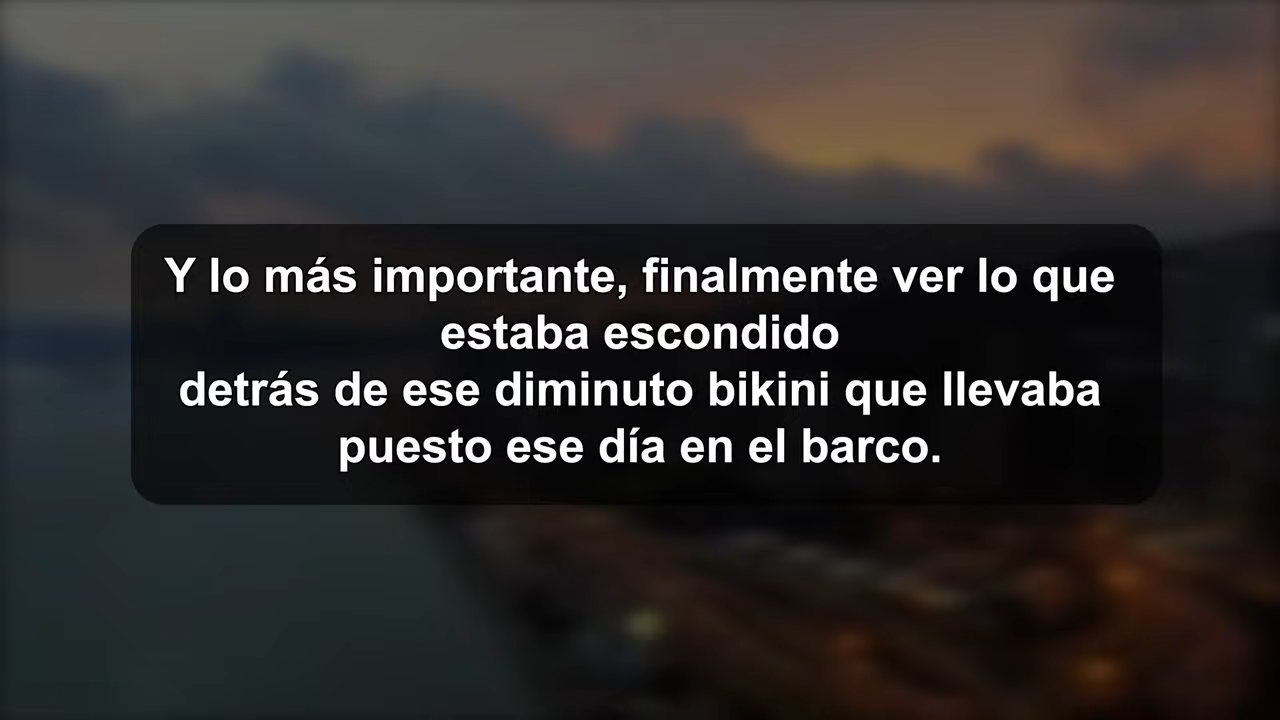 Y lo más importante, finalmente ver lo que
estaba escondido
detrás de ese diminuto bikini que llevaba
puesto ese día en el barco.